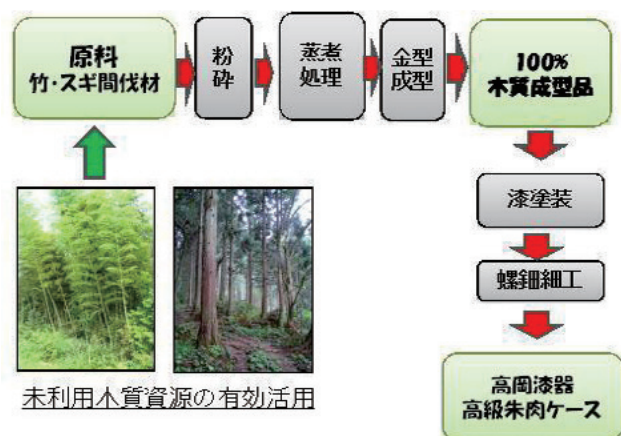 原料
竹・スギ間伐材
粉
砕
蒸煮
処理
金型
成型
100%
木質成型品
漆塗装
螺鈿細工
高岡漆器
高級朱肉ケース
未利用木質資源の有効活用